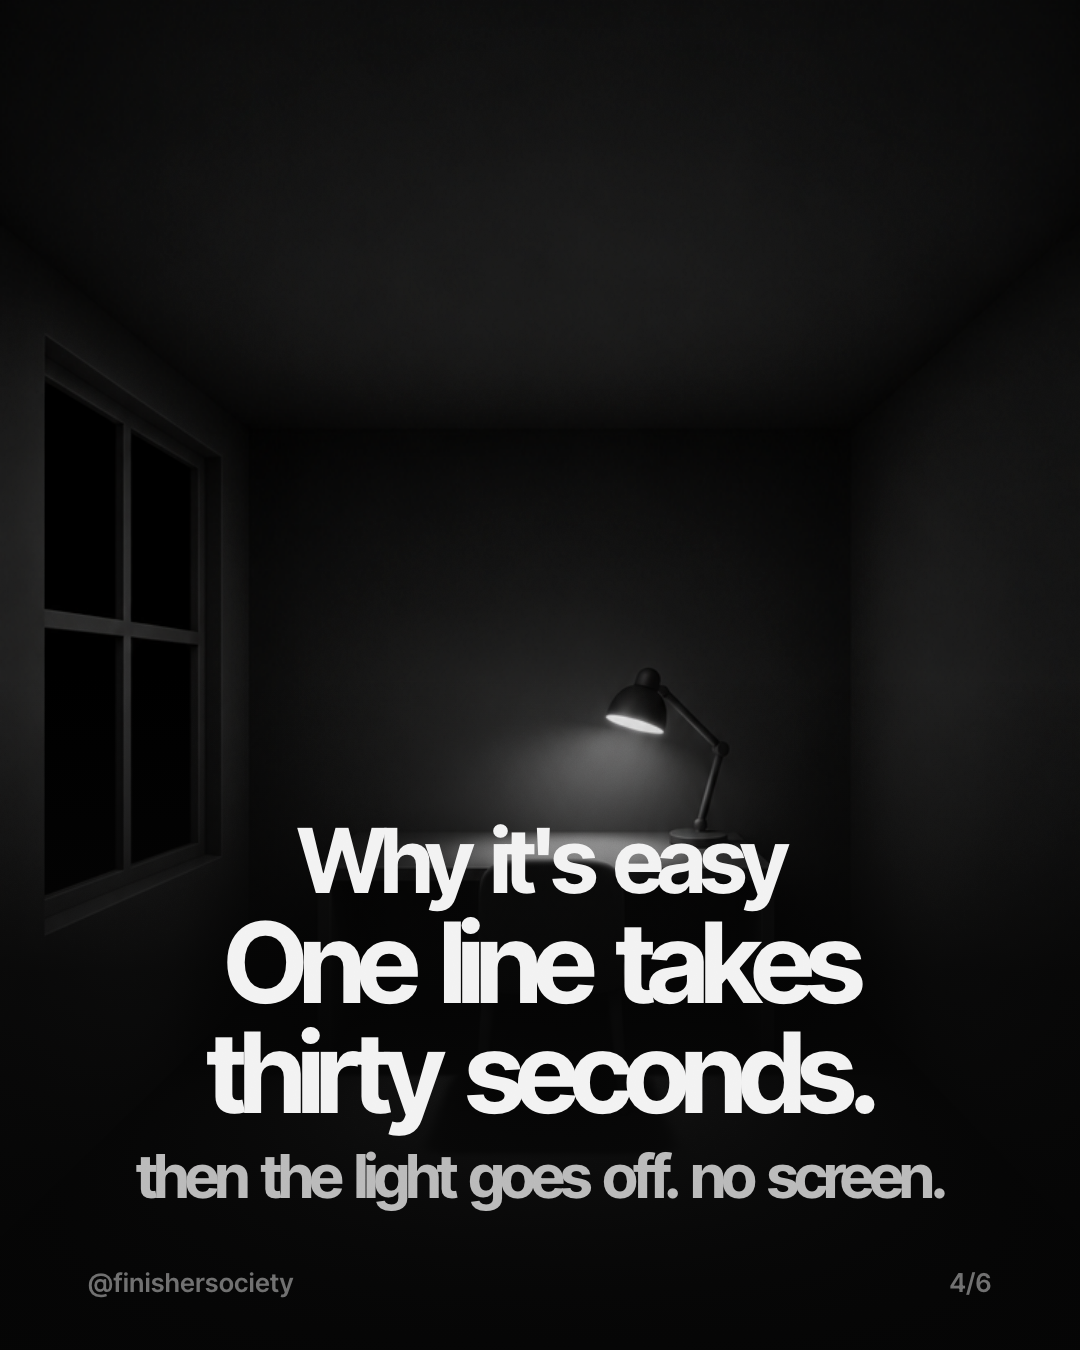 Why it's easy
One line takes
thirty seconds.
then the light goes off. no screen.
@finishersociety
4/6